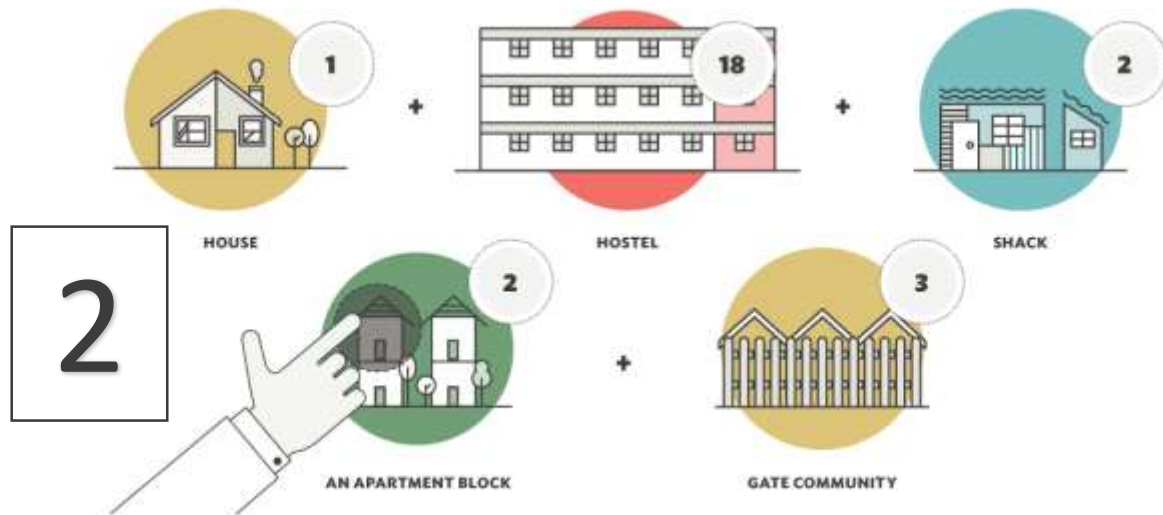 1
18
2
+
+
HOUSE
HOSTEL
SHACK
2
2
3
+
AN APARTMENT BLOCK
GATE COMMUNITY